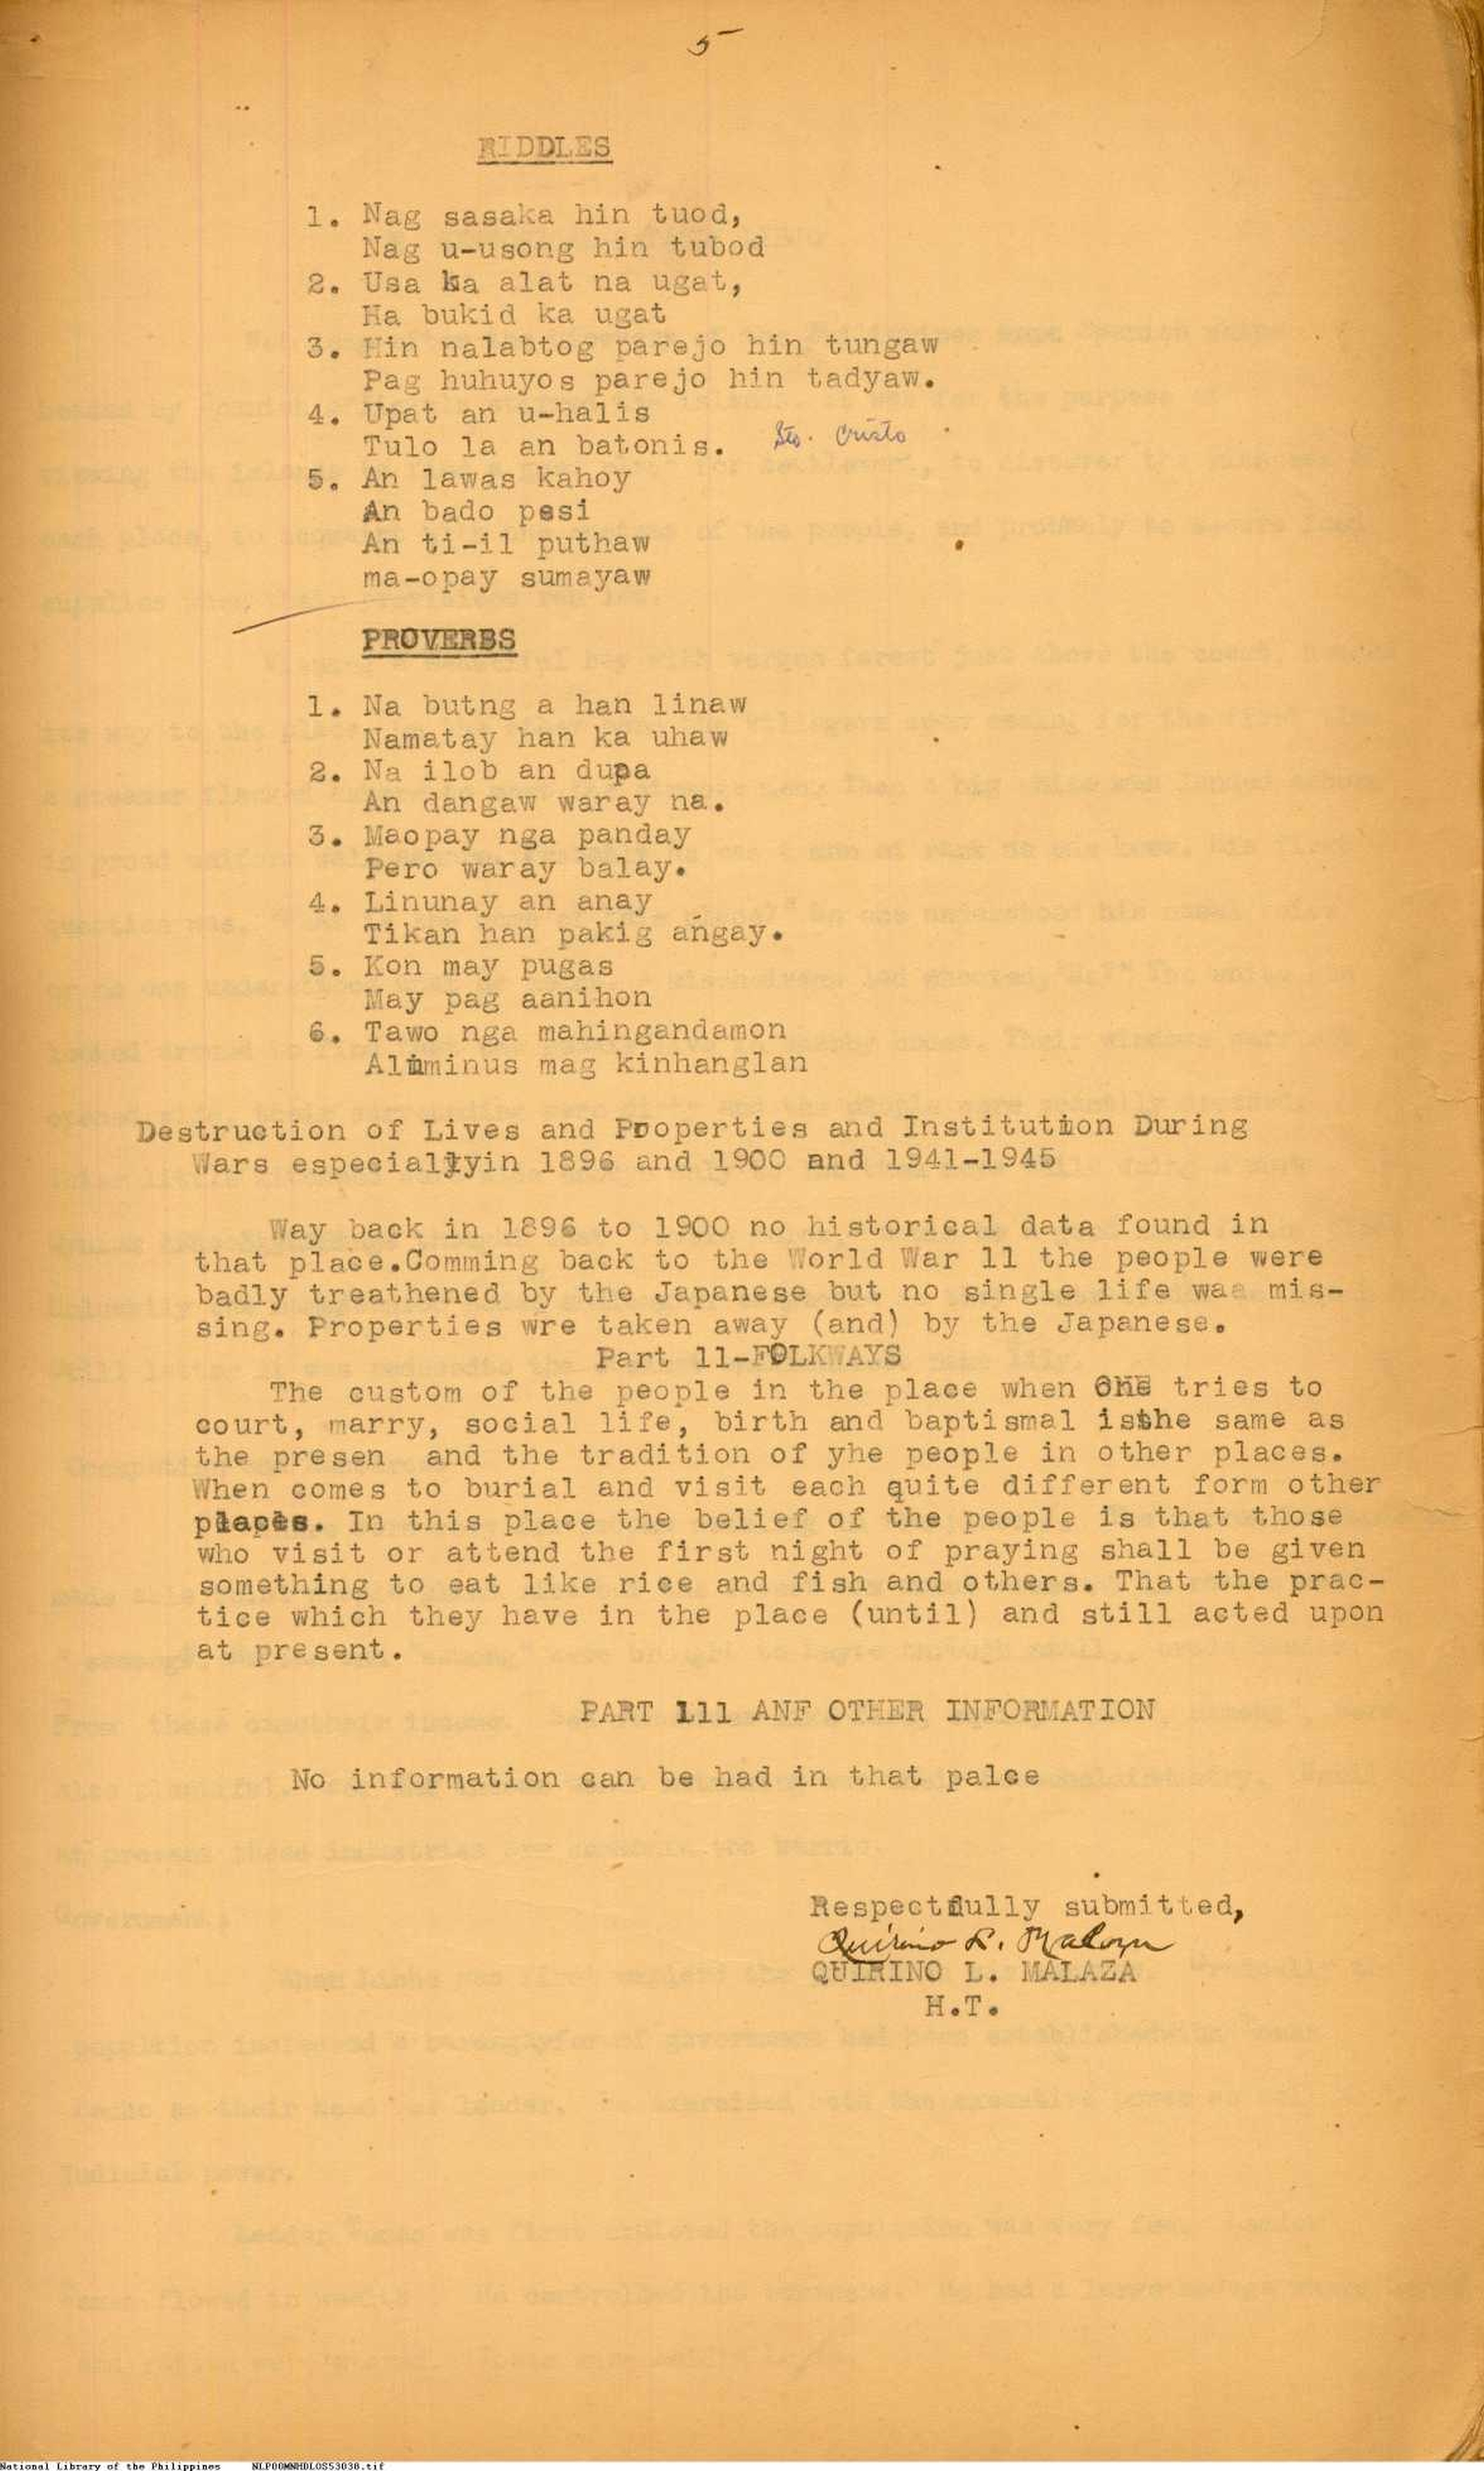 5
RIDDLES
1. Nag sasaka hin tuod,
Nag u-usong hin tubod
2. Usa ka alat na ugat,
Ha bukid ka ugat
3. Hin nalabtog parejo hin tungaw
Pag huhuyos parejo hin tadyaw.
4. Upat an u-halis
Tulo la an batonis. Sto. Cristo
5. An lawas kahoy
An bado pesi
An ti-il puthaw
ma-opay sumayaw
PROVERBS
1. Na butng a han linaw
Namatay han ka uhaw
2. Na ilob an dupa
An dangaw waray na.
3. Maopay nga panday
Pero waray balay.
4. Linunay an anay
Tikan han pakig angay.
5. Kon may pugas
May pag aanihon
6. Tawo nga mahingandamon
Aluminus mag kinhanglan
Destruction of Lives and Properties and Institution During
Wars especiallyin 1896 and 1900 and 1941-1945
Way back in 1896 to 1900 no historical data found in
that place.Comming back to the World War 11 the people were
badly treathened by the Japanese but no single life was mis-
sing. Properties wre taken away (and) by the Japanese.
Part 11-FOLKWAYS
The custom of the people in the place when one tries to
court, marry, social life, birth and baptismal isthe same as
the presen and the tradition of yhe people in other places.
When comes to burial and visit each quite different form other
places. In this place the belief of the people is that those
who visit or attend the first night of praying shall be given
something to eat like rice and fish and others. That the prac-
tice which they have in the place (until) and still acted upon
at present.
PART 111 ANF OTHER INFORMATION
No information can be had in that palce
Respectfully submitted,
Quirino L. Malaza
QUIRINO L. MALAZA
H.T.
National Library of the Philippines NLPOOMNHDLOS53038.tif